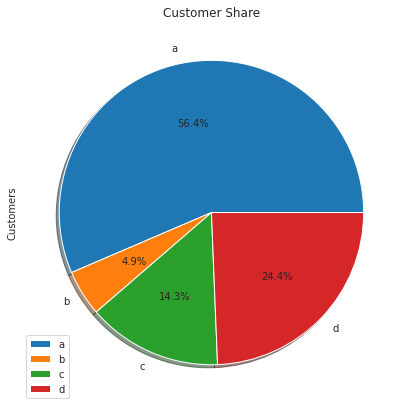 Customer Share
a
56.4%
Customers
4.9%
24.4%
14.3%
b
d
c
a
b
c
d